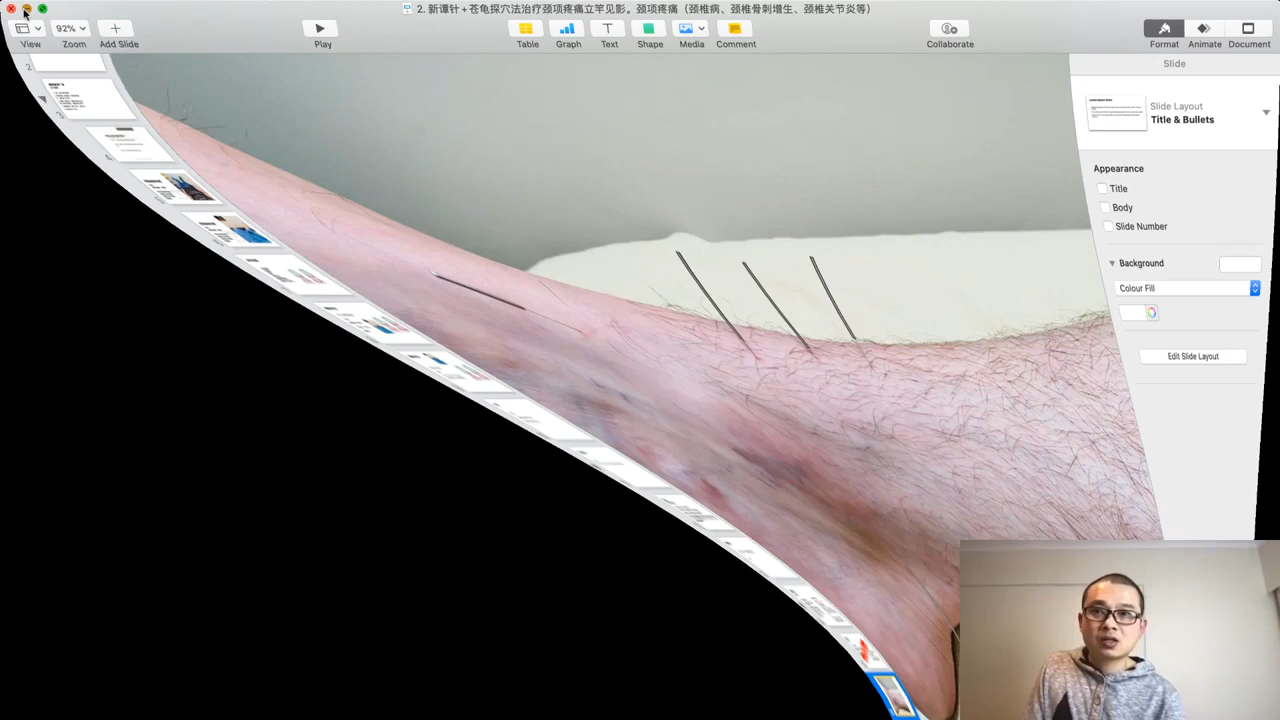 2. 新谭针+苍龟探穴法治疗颈项疼痛立竿见影。颈项疼痛（颈椎病、颈椎骨刺增生、颈椎关节炎等）
92%
View
Zoom
Add Slide
Play
Table
Graph
Text
Shape
Media
Comment
Collaborate
Format
Animate
Document
Slide
Slide Layout
Title & Bullets
Appearance
Title
Body
Slide Number
Background
Colour Fill
Edit Slide Layout
2